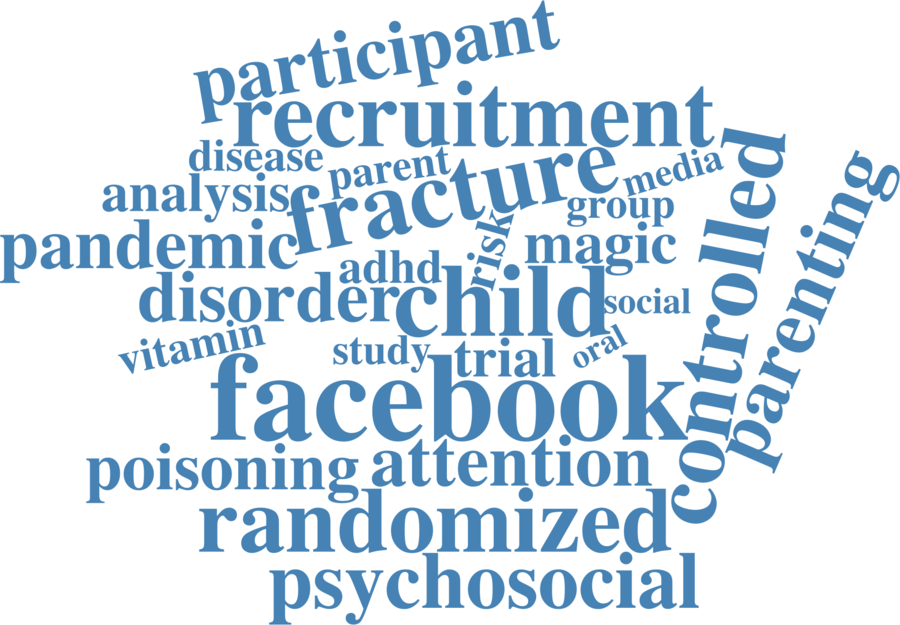 participant
recruitment
disease
parent
media
analysis
fracture
group
controlled
parenting
pandemic
risk
magic
adhd
disorder
child
social
vitamin
study
trial
oral
facebook
poisoning
attention
randomized
psychosocial